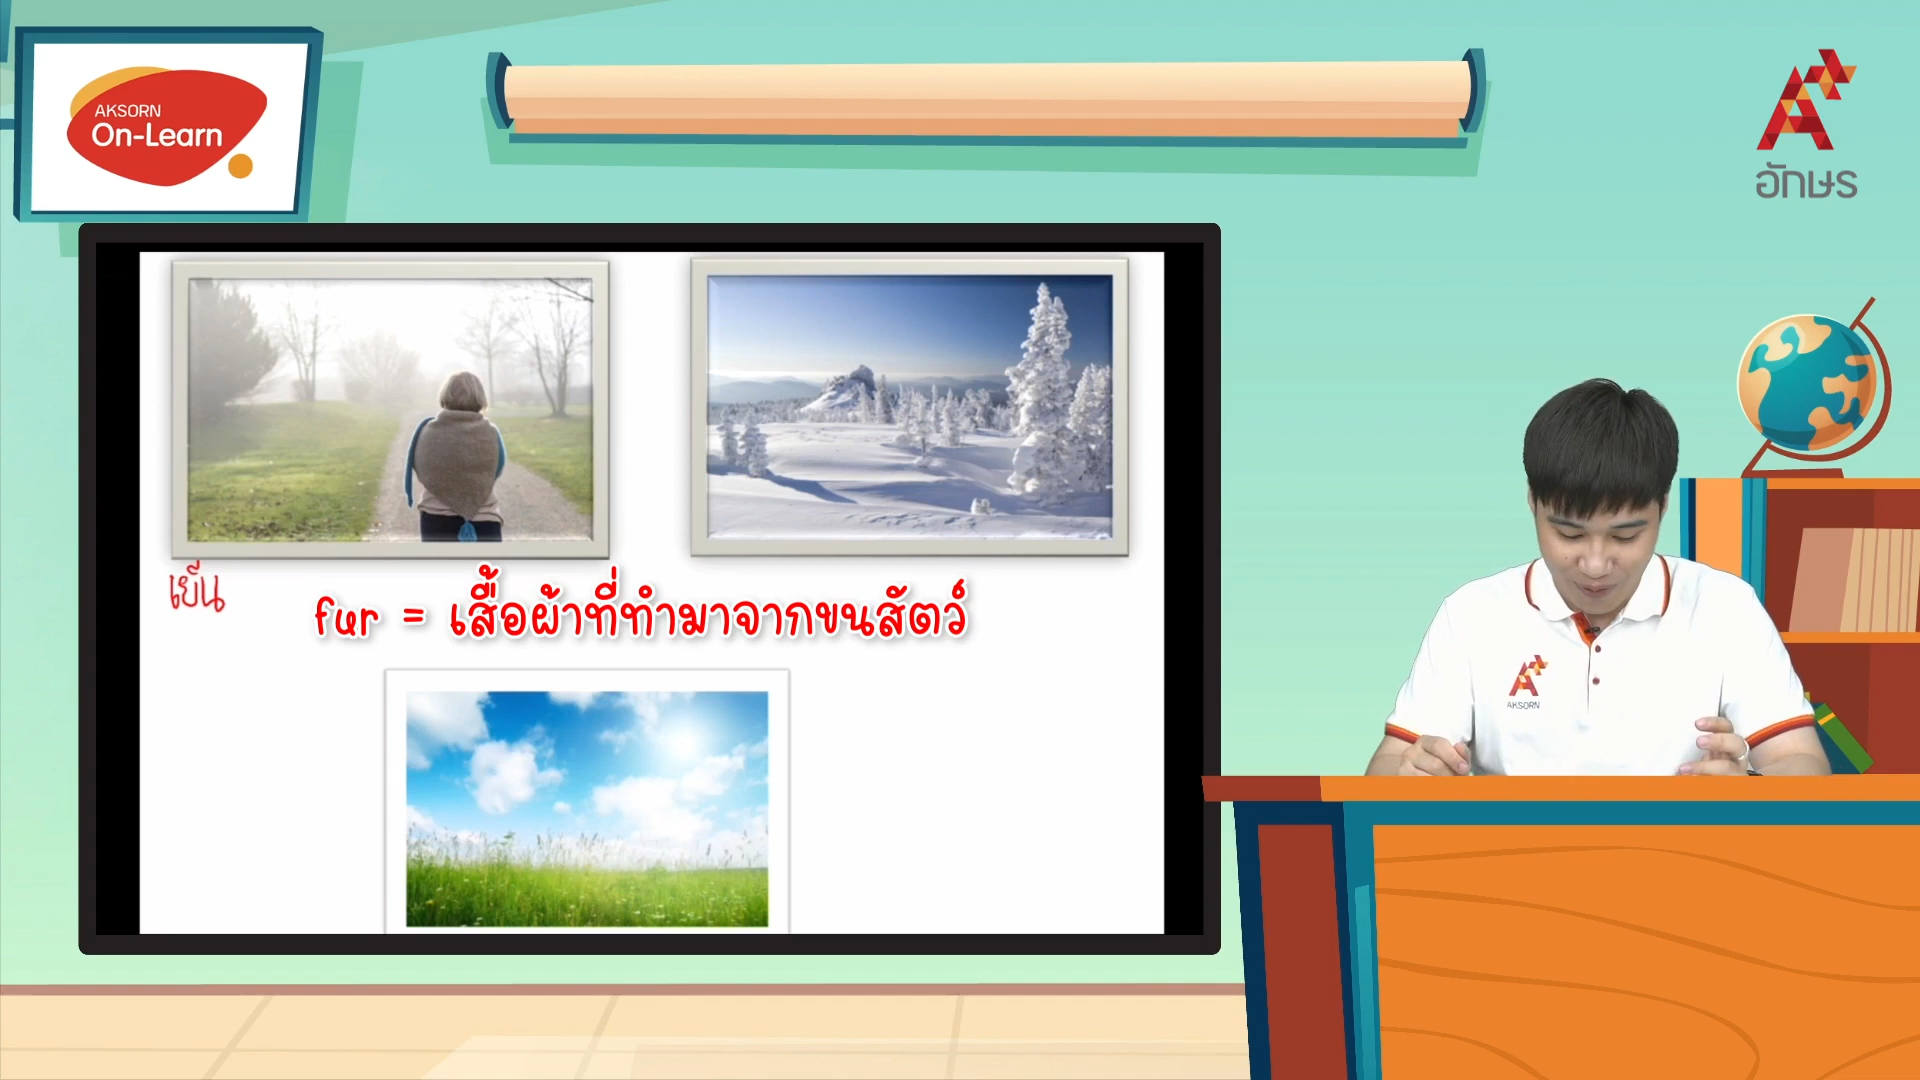 AKSORN
On-Learn
อักษร
เย็น
fur = เสื้อผ้าที่ทำมาจากขนสัตว์
AKSORN